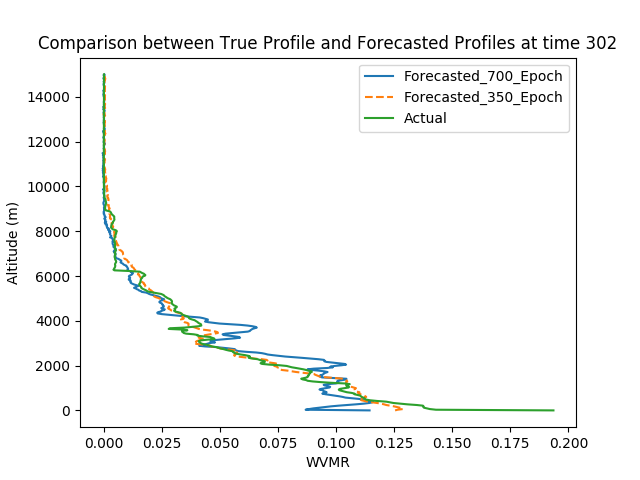 Comparison between True Profile and Forecasted Profiles at time 302
Forecasted_700_Epoch
Forecasted_350_Epoch
Actual
14000
12000
10000
8000
6000
4000
2000
0
Altitude (m)
0.000 0.025 0.050 0.075 0.100 0.125 0.150 0.175 0.200
WVMR